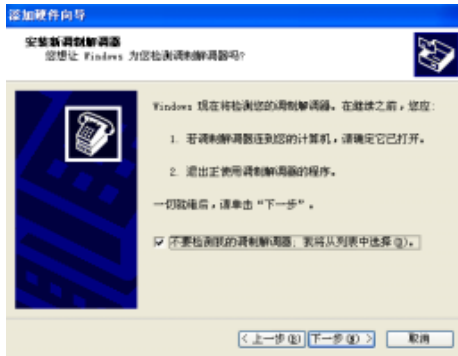 添加硬件向导
安装新调制解调器
您想让 Windows 为您检测调制解调器吗?
Windows 现在将检测您的调制解调器。在继续之前，您应:
1. 若调制解调器连到您的计算机，请确定它已打开。
2. 退出正使用调制解调器的程序。
一切就绪后，请单击“下一步”。
不要检测我的调制解调器；我将从列表中选择(D)。
< 上一步(B)
下一步(N) >
取消